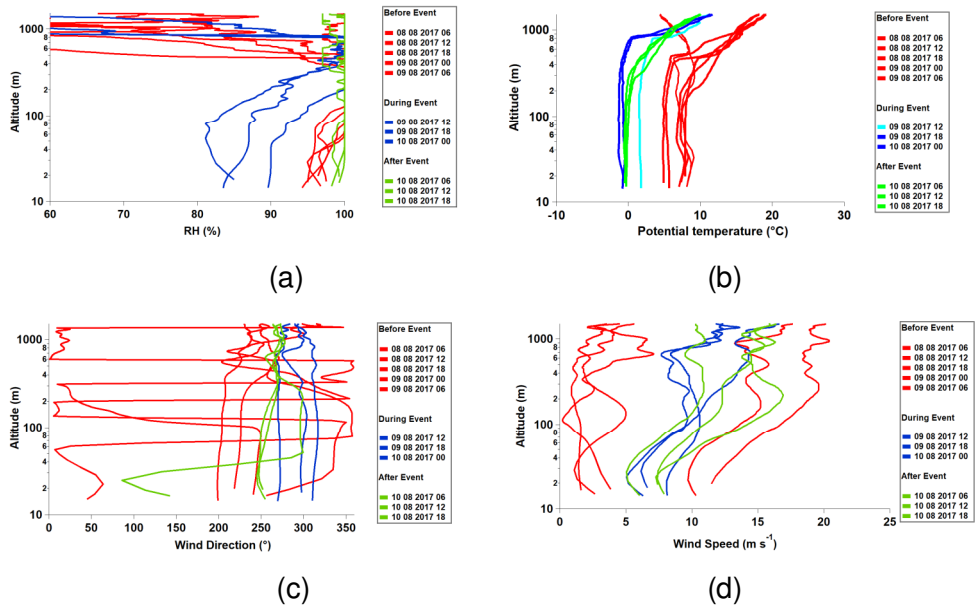 1000
8
6
4
2
100
8
6
4
2
10
60
70
80
90
100
Altitude (m)
RH (%)
Before Event
08 08 2017 06
08 08 2017 12
08 08 2017 18
09 08 2017 00
09 08 2017 06
During Event
09 08 2017 12
09 08 2017 18
10 08 2017 00
After Event
10 08 2017 06
10 08 2017 12
10 08 2017 18
(a)
1000
8
6
4
2
100
8
6
4
2
10
-10
0
10
20
30
Altitude (m)
Potential temperature (°C)
Before Event
08 08 2017 06
08 08 2017 12
08 08 2017 18
09 08 2017 00
09 08 2017 06
During Event
09 08 2017 12
09 08 2017 18
10 08 2017 00
After Event
10 08 2017 06
10 08 2017 12
10 08 2017 18
(b)
1000
8
6
4
2
100
8
6
4
2
10
0
50
100
150
200
250
300
350
Altitude (m)
Wind Direction (°)
Before Event
08 08 2017 06
08 08 2017 12
08 08 2017 18
09 08 2017 00
09 08 2017 06
During Event
09 08 2017 12
09 08 2017 18
10 08 2017 00
After Event
10 08 2017 06
10 08 2017 12
10 08 2017 18
(c)
1000
8
6
4
2
100
8
6
4
2
10
0
5
10
15
20
25
Altitude (m)
Wind Speed (m s⁻¹)
Before Event
08 08 2017 06
08 08 2017 12
08 08 2017 18
09 08 2017 00
09 08 2017 06
During Event
09 08 2017 12
09 08 2017 18
10 08 2017 00
After Event
10 08 2017 06
10 08 2017 12
10 08 2017 18
(d)